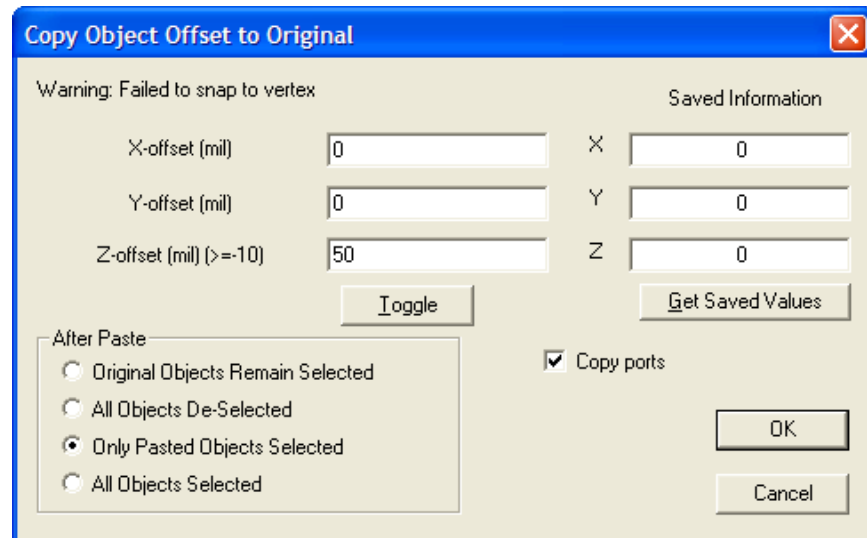 Copy Object Offset to Original
Warning: Failed to snap to vertex
Saved Information
X-offset (mil) 0 X 0
Y-offset (mil) 0 Y 0
Z-offset (mil) (>=-10) 50 Z 0
Toggle Get Saved Values
After Paste
Original Objects Remain Selected
Copy ports
All Objects De-Selected
Only Pasted Objects Selected
OK
All Objects Selected
Cancel